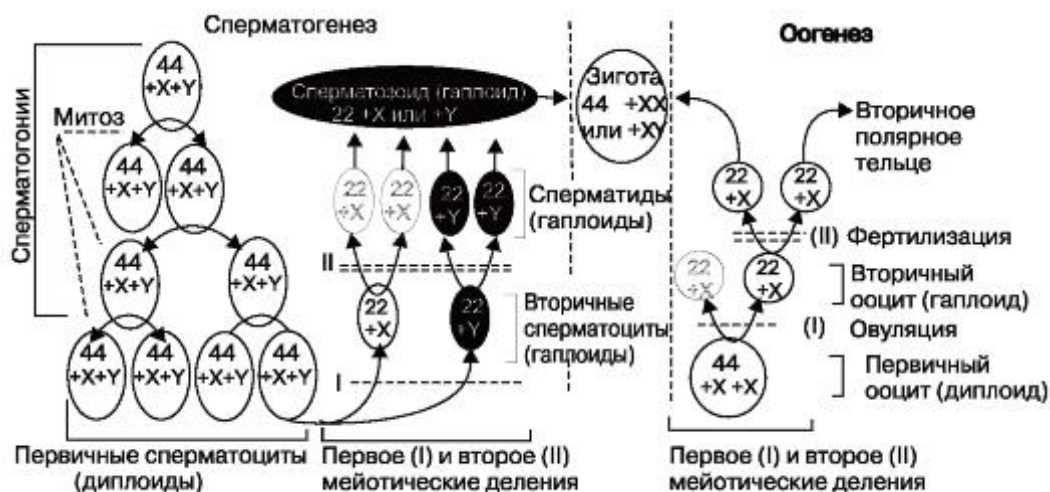 Сперматогенез
Сперматогонии
Митоз
44
+X+Y
44
+X+Y
44
+X+Y
44
+X+Y
44
+X+Y
44
+X+Y
44
+X+Y
44
+X+Y
44
+X+Y
Первичные сперматоциты
(диплоиды)
Сперматозоид (гаплоид)
22 +X или +Y
22
+X
22
+X
22
+Y
22
+Y
Сперматиды
(гаплоиды)
II
22
+X
22
+Y
Вторичные
сперматоциты
(гаплоиды)
I
Первое (I) и второе (II)
мейотические деления
Зигота
44 +XX
или +XY
Оогенез
Вторичное
полярное
тельце
22
+X
22
+X
(II) Фертилизация
22
+X
22
+X
Вторичный
ооцит (гаплоид)
(I) Овуляция
44
+X +X
Первичный
ооцит (диплоид)
Первое (I) и второе (II)
мейотические деления